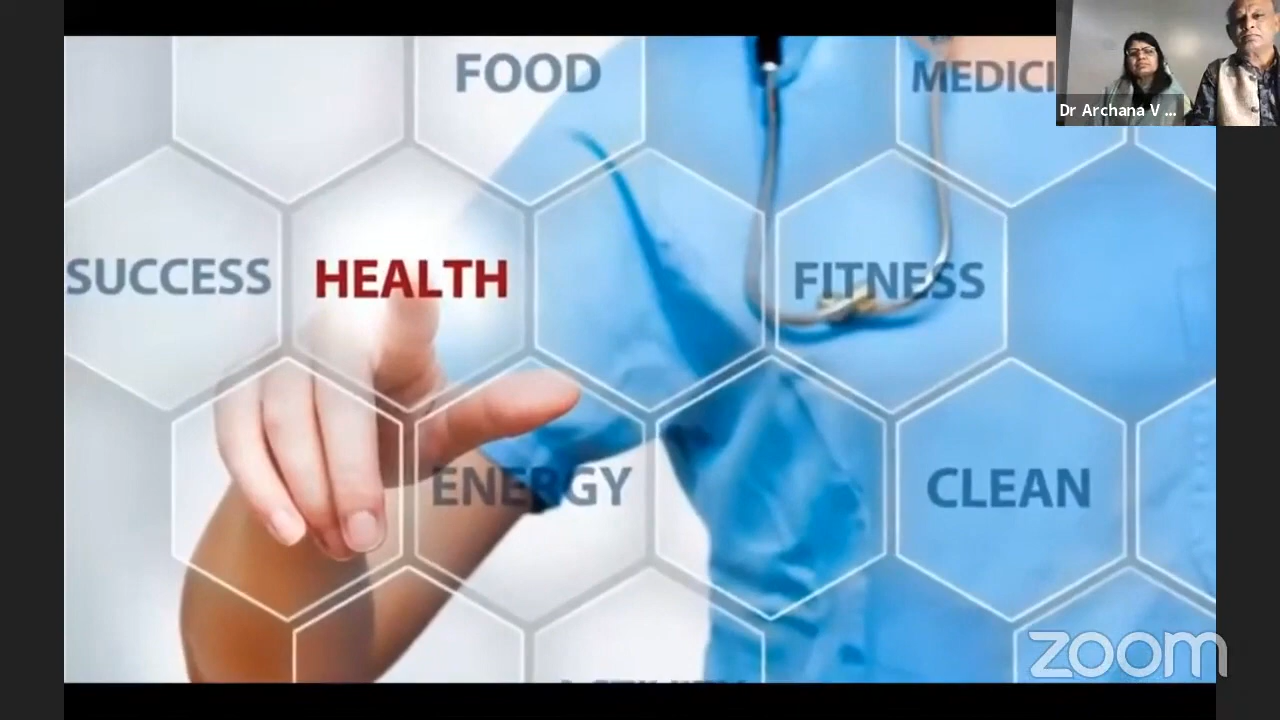 FOOD
MEDICI
Dr Archana V ...
SUCCESS
HEALTH
FITNESS
ENERGY
CLEAN
zoom